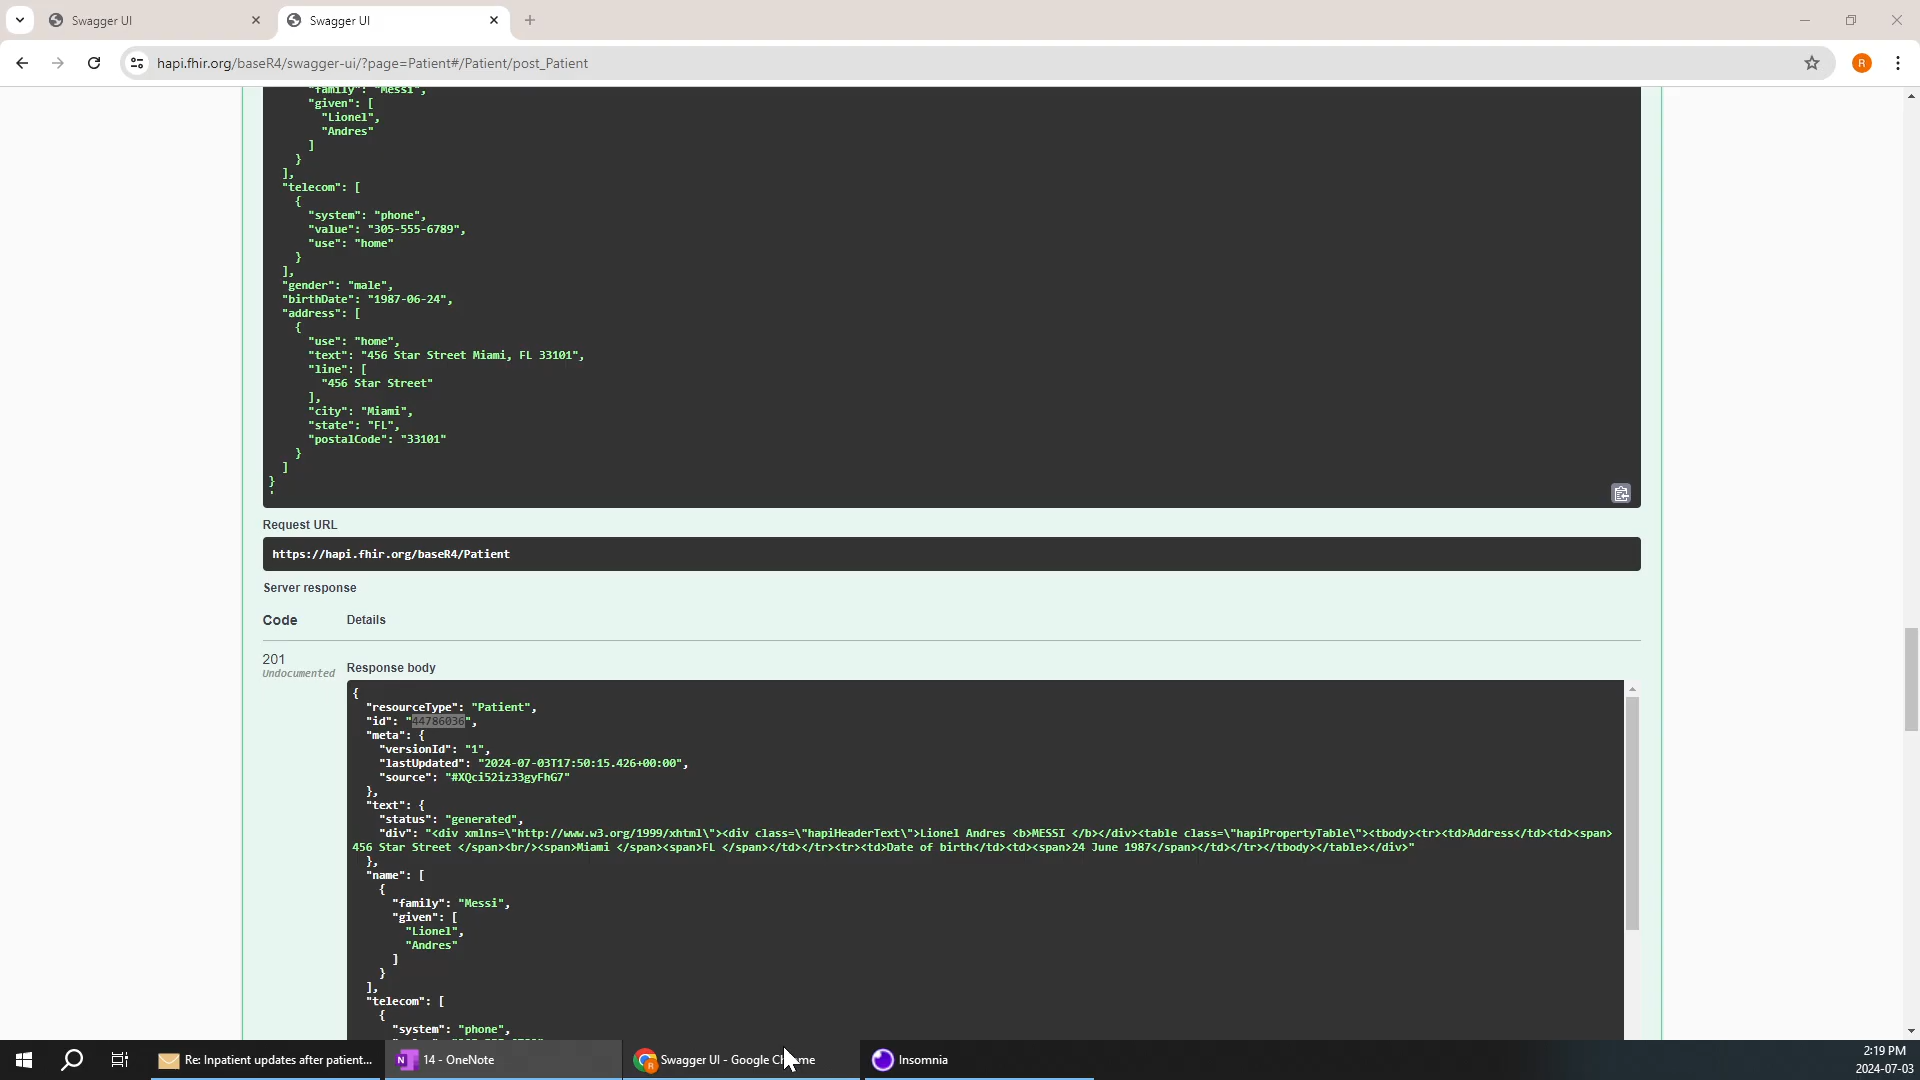 Swagger UI
Swagger UI
hapi.fhir.org/baseR4/swagger-ui/?page=Patient#/Patient/post_Patient
R
"family": "Messi",
"given": [
"Lionel",
"Andres"
]
}
],
"telecom": [
{
"system": "phone",
"value": "305-555-6789",
"use": "home"
}
],
"gender": "male",
"birthDate": "1987-06-24",
"address": [
{
"use": "home",
"text": "456 Star Street Miami, FL 33101",
"line": [
"456 Star Street"
],
"city": "Miami",
"state": "FL",
"postalCode": "33101"
}
]
}
'
Request URL
https://hapi.fhir.org/baseR4/Patient
Server response
Code Details
201
Undocumented
Response body
{
"resourceType": "Patient",
"id": "44786036",
"meta": {
"versionId": "1",
"lastUpdated": "2024-07-03T17:50:15.426+00:00",
"source": "#XQci52iz33gyFhG7"
},
"text": {
"status": "generated",
"div": "<div xmlns=\"http://www.w3.org/1999/xhtml\"><div class=\"hapiHeaderText\">Lionel Andres <b>MESSI </b></div><table class=\"hapiPropertyTable\"><tbody><tr><td>Address</td><td><span>
456 Star Street </span><br/><span>Miami </span><span>FL </span></td></tr><tr><td>Date of birth</td><td><span>24 June 1987</span></td></tr></tbody></table></div>"
},
"name": [
{
"family": "Messi",
"given": [
"Lionel",
"Andres"
]
}
],
"telecom": [
{
"system": "phone",
Re: Inpatient updates after patient...
14 - OneNote
Swagger UI - Google Ch me
Insomnia
2:19 PM
2024-07-03